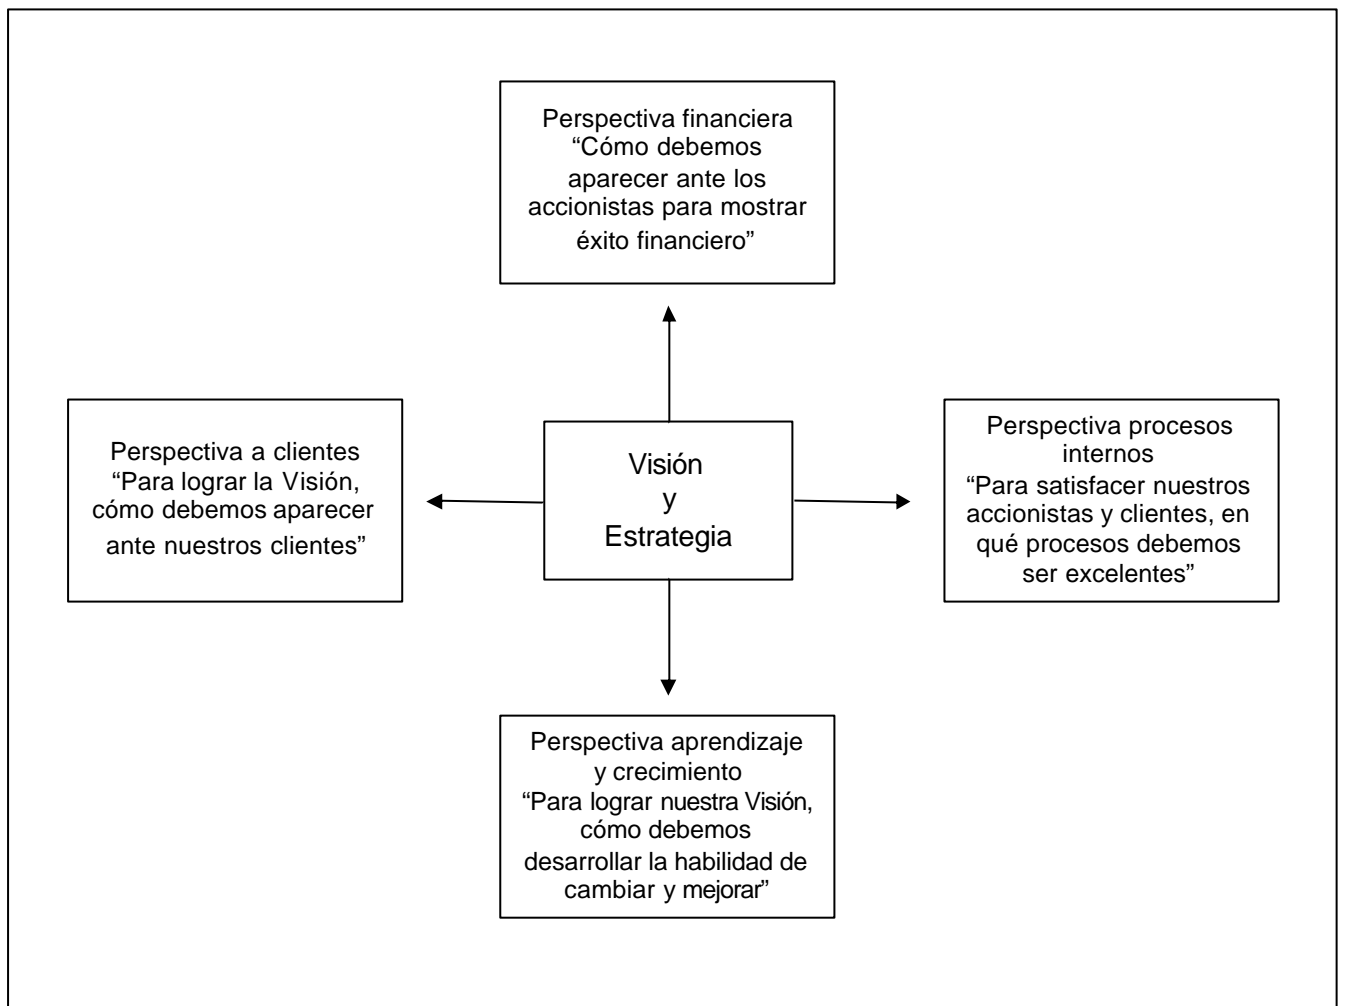 Perspectiva financiera
“Cómo debemos
aparecer ante los
accionistas para mostrar
éxito financiero”
Perspectiva a clientes
“Para lograr la Visión,
cómo debemos aparecer
ante nuestros clientes”
Visión
y
Estrategia
Perspectiva procesos
internos
“Para satisfacer nuestros
accionistas y clientes, en
qué procesos debemos
ser excelentes”
Perspectiva aprendizaje
y crecimiento
“Para lograr nuestra Visión,
cómo debemos
desarrollar la habilidad de
cambiar y mejorar”